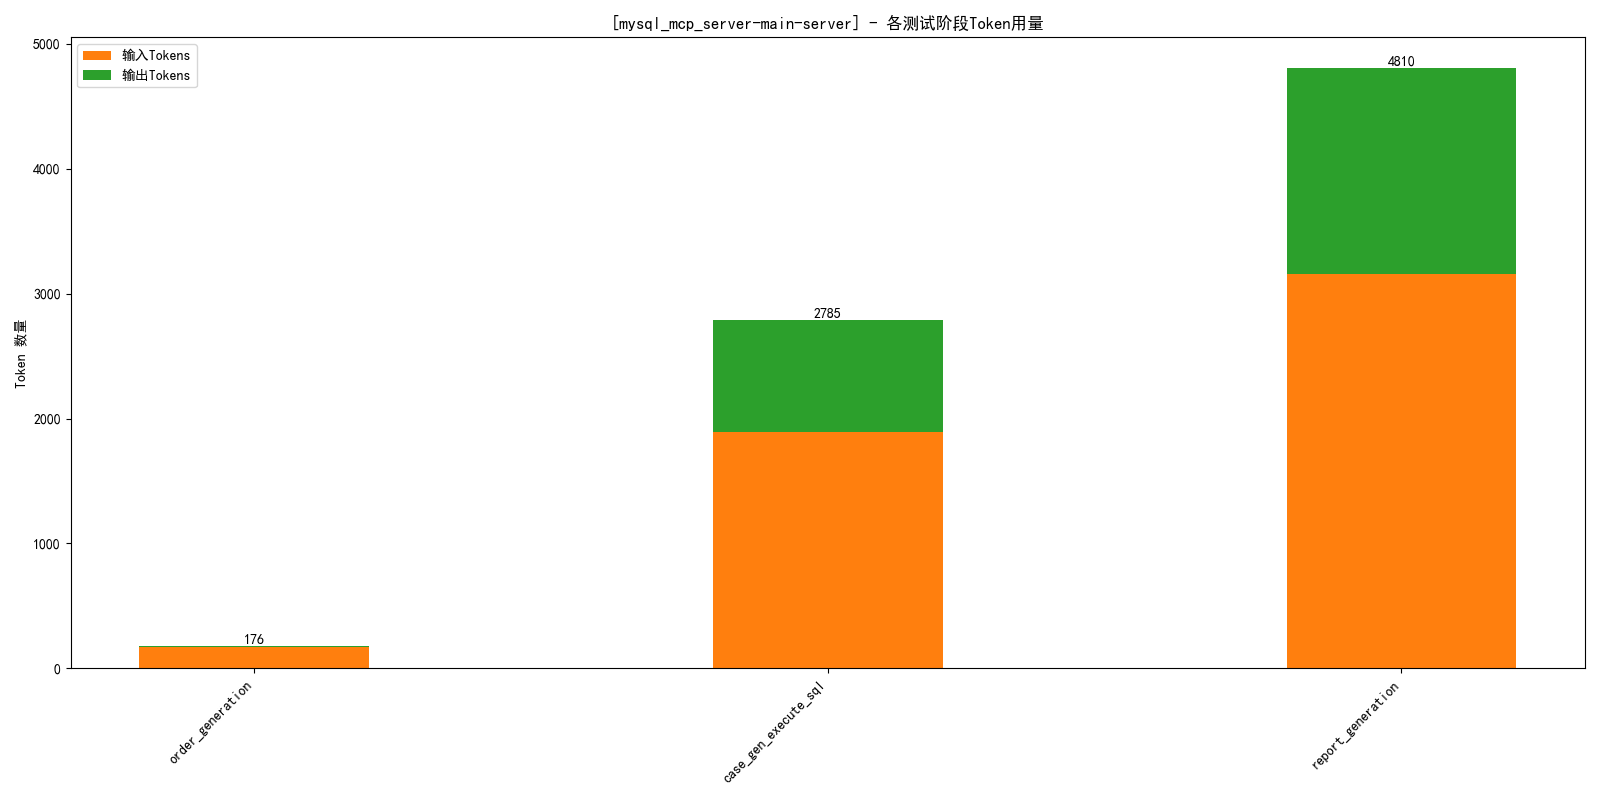 [mysql_mcp_server-main-server] - 各测试阶段Token用量
输入Tokens
输出Tokens
Token 数量
5000
4000
3000
2000
1000
0
176
2785
4810
order_generation
case_gen_execute_sql
report_generation